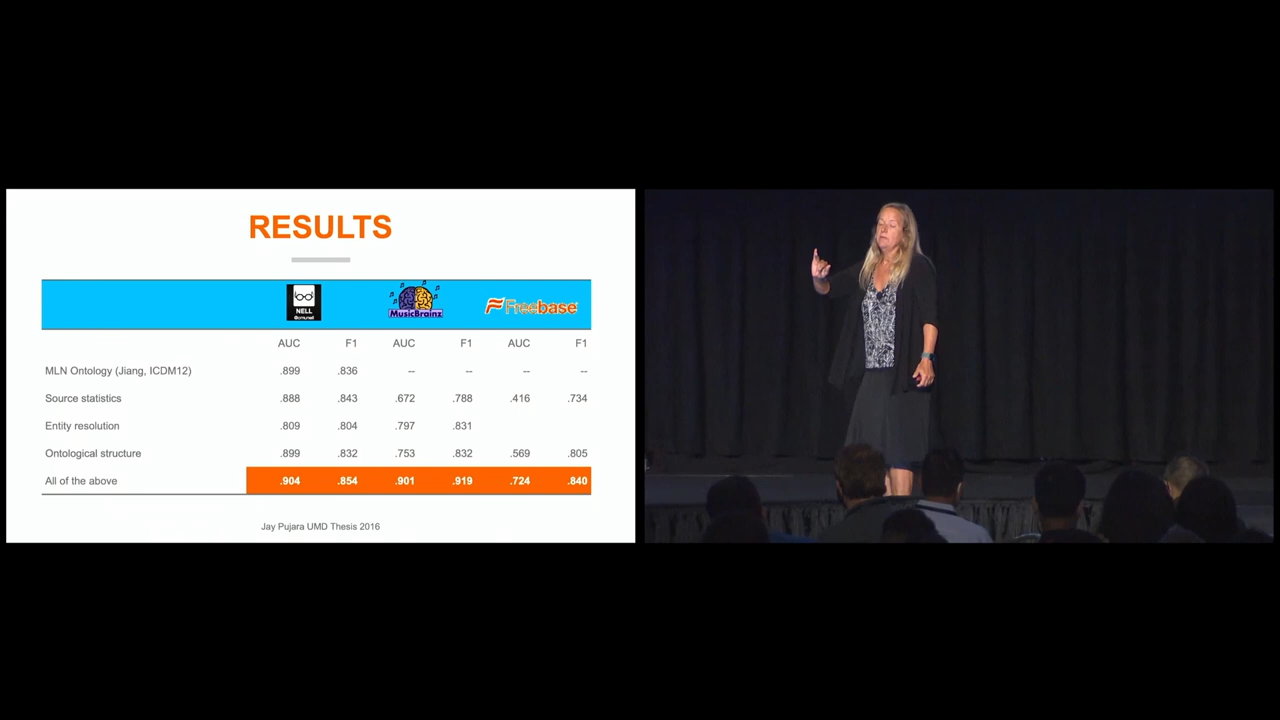 RESULTS
NELL
@cmunell
MusicBrainz
Freebase
AUC F1 AUC F1 AUC F1
MLN Ontology (Jiang, ICDM12) .899 .836 -- -- -- --
Source statistics .888 .843 .672 .788 .416 .734
Entity resolution .809 .804 .797 .831
Ontological structure .899 .832 .753 .832 .569 .805
All of the above .904 .854 .901 .919 .724 .840
Jay Pujara UMD Thesis 2016